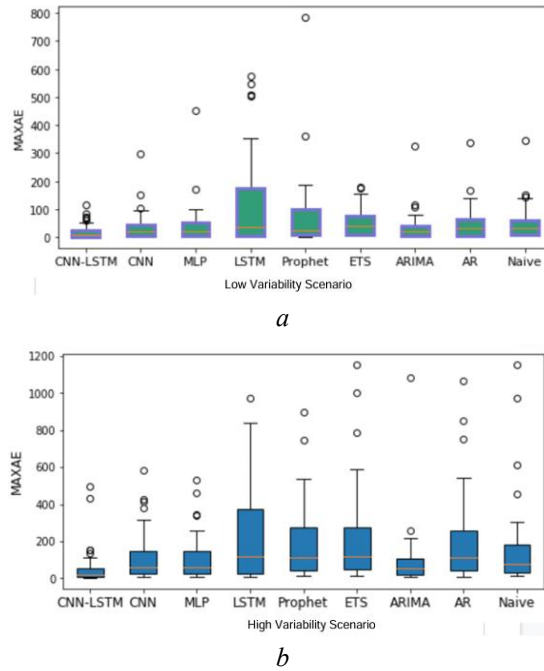 800
700
600
500
400
300
200
100
0
MAXAE
CNN-LSTM CNN MLP LSTM Prophet ETS ARIMA AR Naive
Low Variability Scenario
a
1200
1000
800
600
400
200
0
MAXAE
CNN-LSTM CNN MLP LSTM Prophet ETS ARIMA AR Naive
High Variability Scenario
b